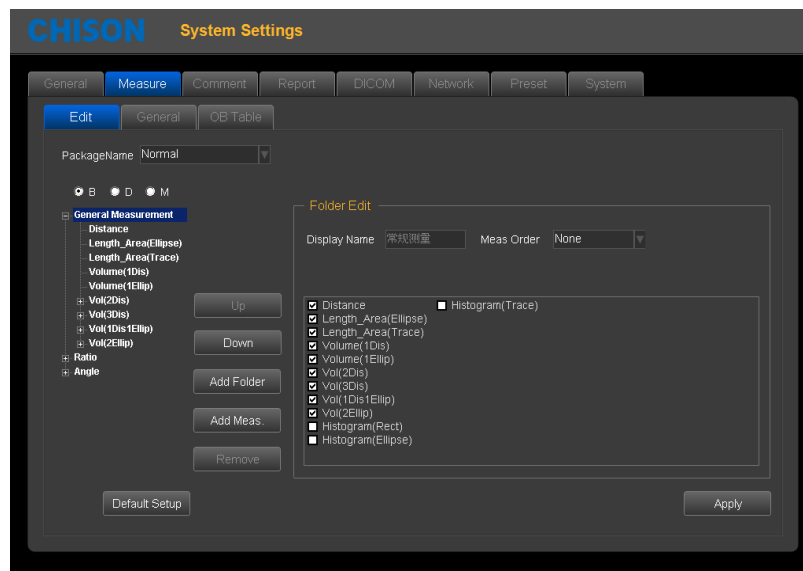 CHISON System Settings
General Measure Comment Report DICOM Network Preset System
Edit General OB Table
PackageName Normal
B D M
General Measurement
Distance
Length_Area(Ellipse)
Length_Area(Trace)
Volume(1Dis)
Volume(1Ellip)
Vol(2Dis)
Vol(3Dis)
Vol(1Dis1Ellip)
Vol(2Ellip)
Ratio
Angle
Up
Down
Add Folder
Add Meas.
Remove
Folder Edit
Display Name 常规测量 Meas Order None
Distance Histogram(Trace)
Length_Area(Ellipse)
Length_Area(Trace)
Volume(1Dis)
Volume(1Ellip)
Vol(2Dis)
Vol(3Dis)
Vol(1Dis1Ellip)
Vol(2Ellip)
Histogram(Rect)
Histogram(Ellipse)
Default Setup Apply